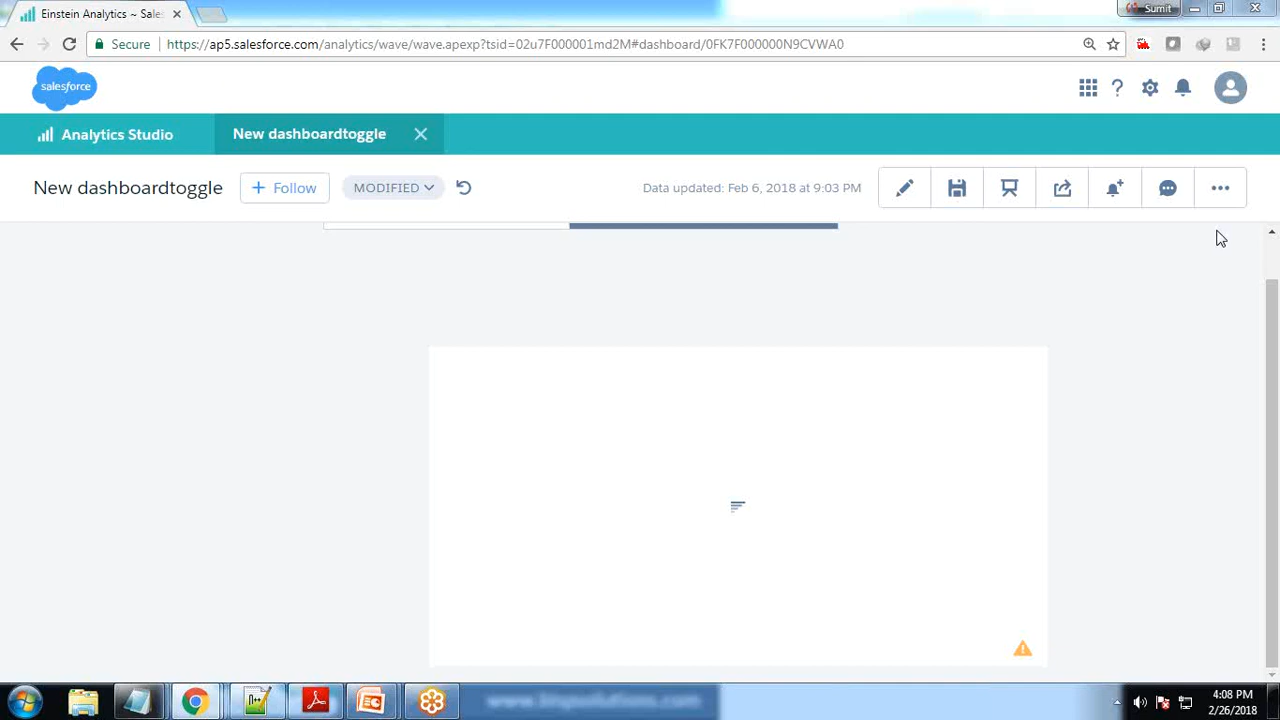 Einstein Analytics ~ Sales
Sumit
Secure
https://ap5.salesforce.com/analytics/wave/wave.apexp?tsid=02u7F000001md2M#dashboard/0FK7F000000N9CVWA0
salesforce
Analytics Studio
New dashboardtoggle
New dashboardtoggle
+ Follow
MODIFIED
Data updated: Feb 6, 2018 at 9:03 PM
4:08 PM
2/26/2018